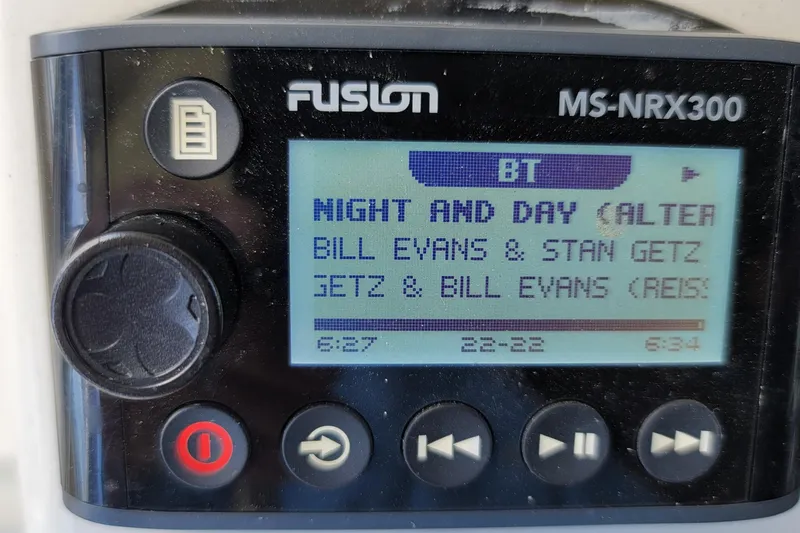 FUSION
MS-NRX300
BT
NIGHT AND DAY (ALTER
BILL EVANS & STAN GETZ
GETZ & BILL EVANS (REISS
6:27 22-22 6:34